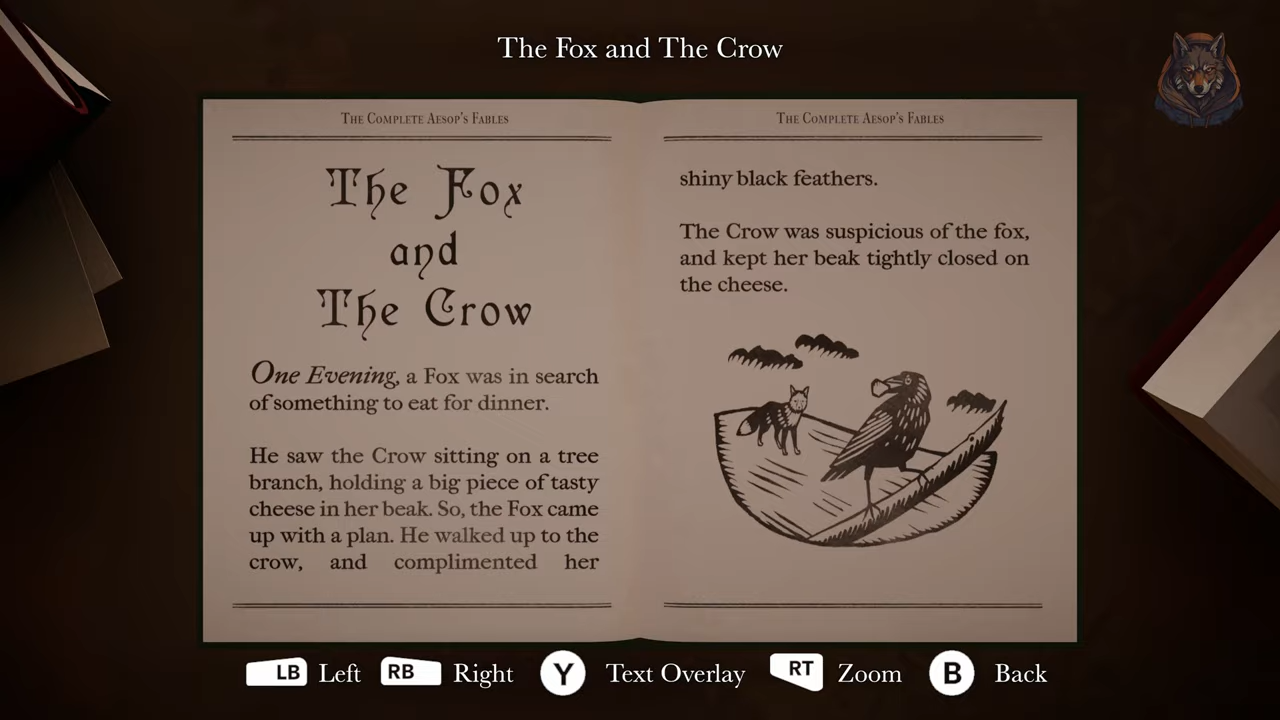 The Fox and The Crow
The Complete Aesop's Fables
The Fox
and
The Crow
One Evening, a Fox was in search
of something to eat for dinner.
He saw the Crow sitting on a tree
branch, holding a big piece of tasty
cheese in her beak. So, the Fox came
up with a plan. He walked up to the
crow, and complimented her
The Complete Aesop's Fables
shiny black feathers.
The Crow was suspicious of the fox,
and kept her beak tightly closed on
the cheese.
LB Left RB Right Y Text Overlay RT Zoom B Back